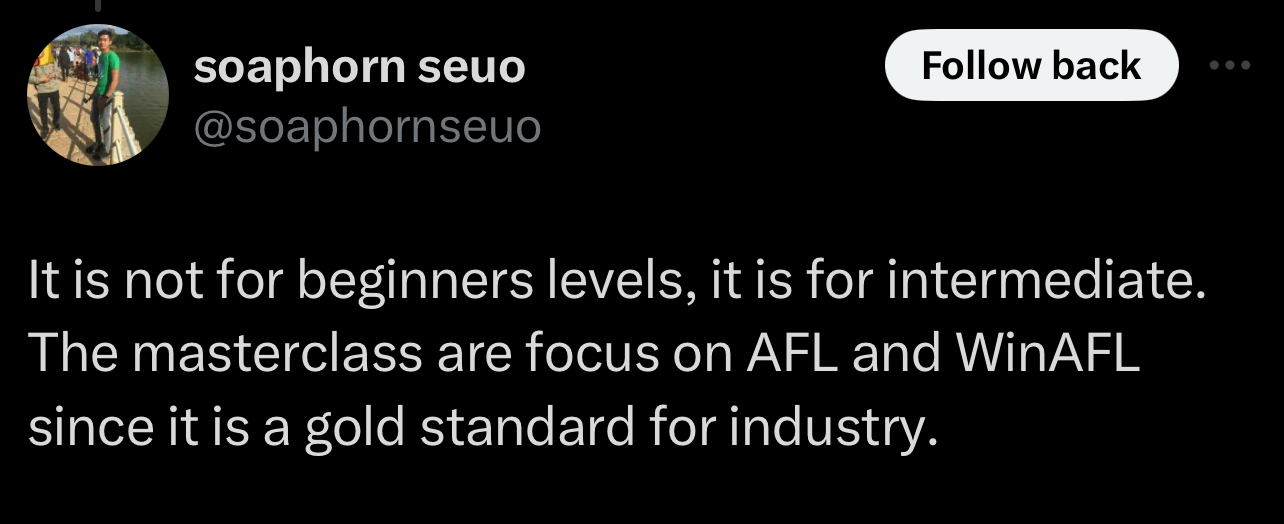 soaphorn seuo
Follow back
@soaphornseuo
It is not for beginners levels, it is for intermediate.
The masterclass are focus on AFL and WinAFL
since it is a gold standard for industry.